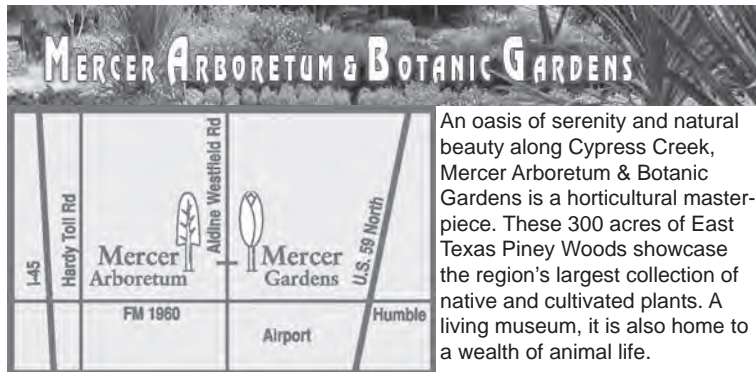 MERCER ARBORETUM & BOTANIC GARDENS
An oasis of serenity and natural
beauty along Cypress Creek,
Mercer Arboretum & Botanic
Gardens is a horticultural master-
piece. These 300 acres of East
Texas Piney Woods showcase
the region's largest collection of
native and cultivated plants. A
living museum, it is also home to
a wealth of animal life.
I-45
Hardy Toll Rd
Aldine Westfield Rd
U.S. 59 North
Mercer
Arboretum
Mercer
Gardens
FM 1960
Airport
Humble